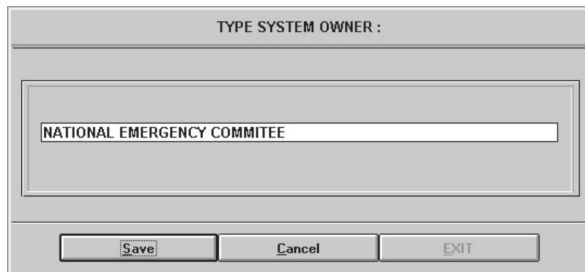 TYPE SYSTEM OWNER :
NATIONAL EMERGENCY COMMITEE
Save Cancel EXIT